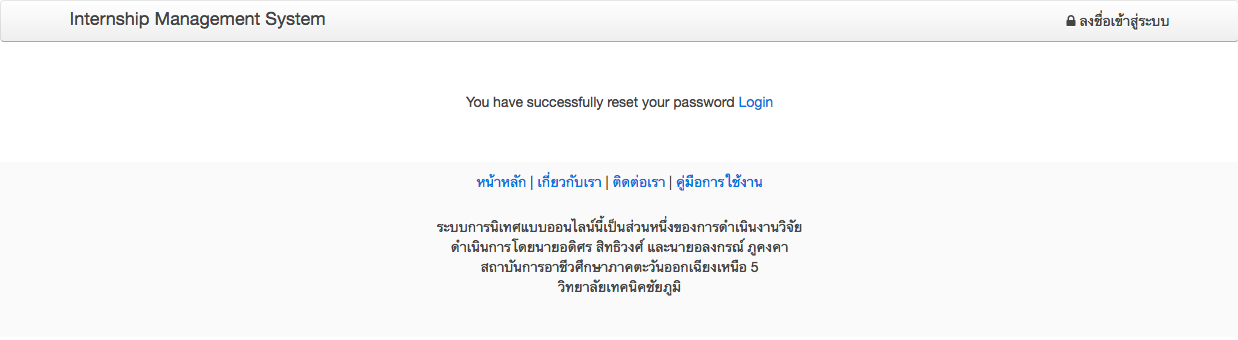 Internship Management System
ลงชื่อเข้าสู่ระบบ
You have successfully reset your password Login
หน้าหลัก | เกี่ยวกับเรา | ติดต่อเรา | คู่มือการใช้งาน
ระบบการนิเทศแบบออนไลน์นี้เป็นส่วนหนึ่งของการดำเนินงานวิจัย
ดำเนินการโดยนายอดิศร สิทธิวงศ์ และนายอลงกรณ์ ภูคงคา
สถาบันการอาชีวศึกษาภาคตะวันออกเฉียงเหนือ 5
วิทยาลัยเทคนิคชัยภูมิ